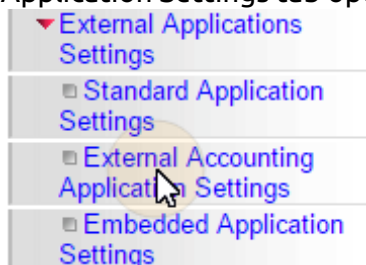 Application Settings tab op
External Applications
Settings
Standard Application
Settings
External Accounting
Application Settings
Embedded Application
Settings